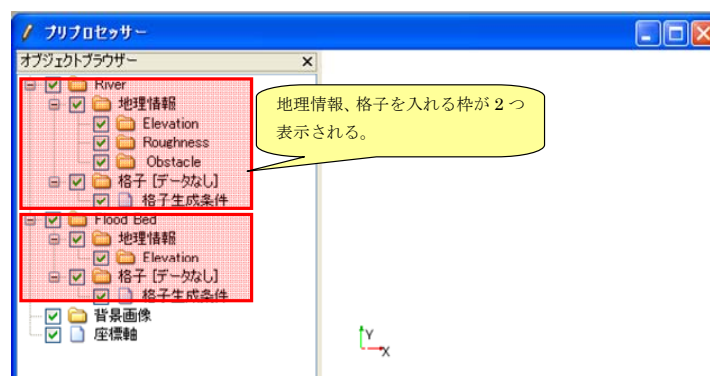 プリプロセッサー
オブジェクトブラウザー
River
地理情報
Elevation
Roughness
Obstacle
格子 [データなし]
格子生成条件
Flood Bed
地理情報
Elevation
格子 [データなし]
格子生成条件
背景画像
座標軸
地理情報、格子を入れる枠が 2 つ
表示される。
Y
X